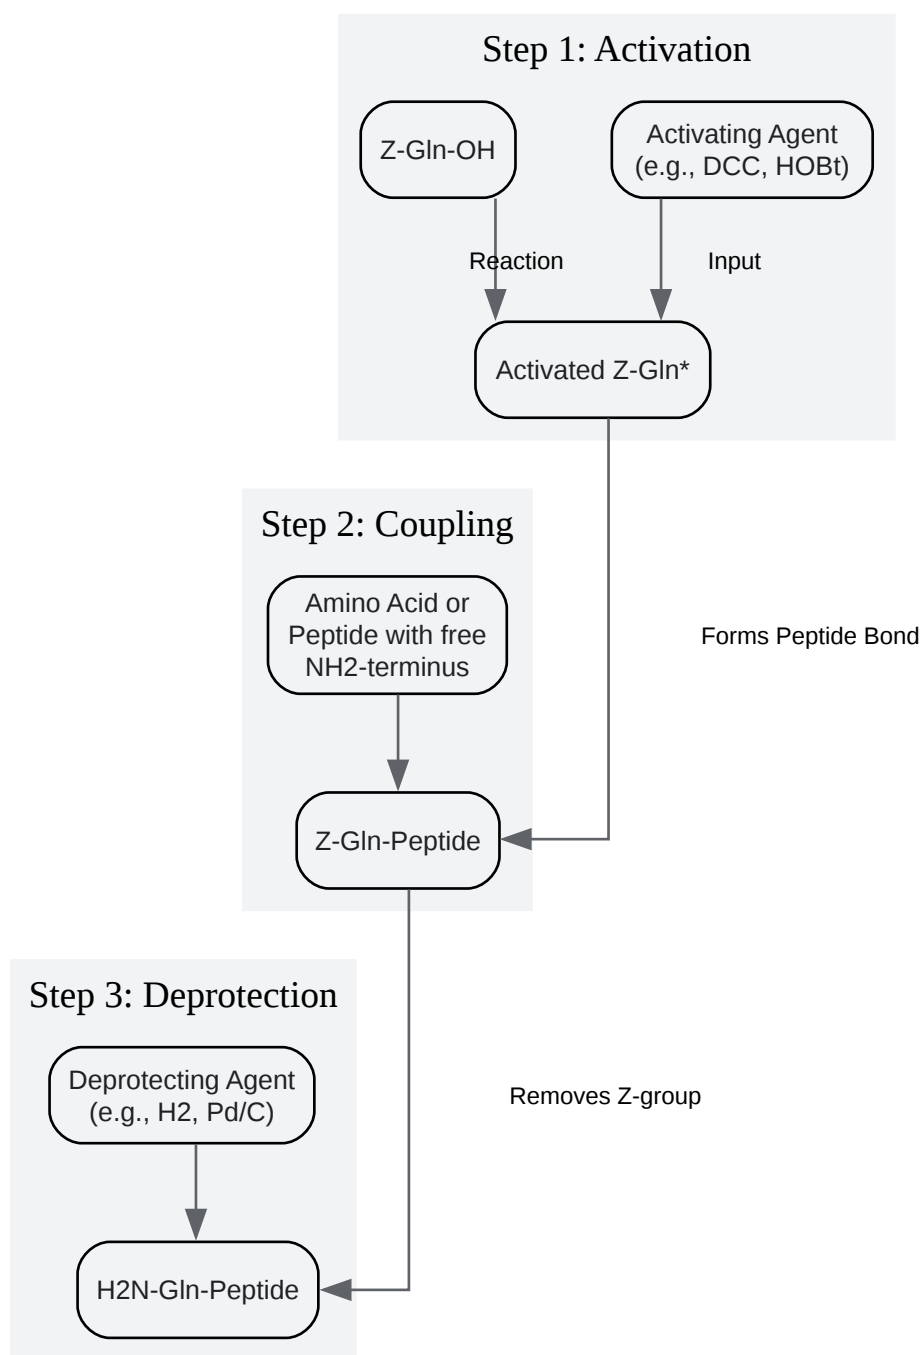 Step 1: Activation
Z-Gln-OH
Activating Agent
(e.g., DCC, HOBt)
Reaction
Input
Activated Z-Gln*
Step 2: Coupling
Amino Acid or
Peptide with free
NH2-terminus
Forms Peptide Bond
Z-Gln-Peptide
Step 3: Deprotection
Deprotecting Agent
(e.g., H2, Pd/C)
Removes Z-group
H2N-Gln-Peptide